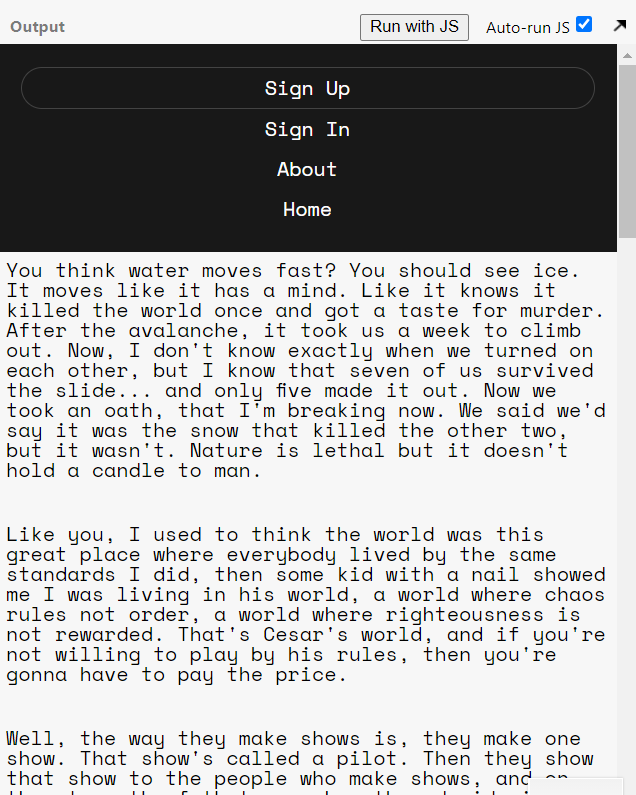 Output
Run with JS
Auto-run JS
Sign Up
Sign In
About
Home
You think water moves fast? You should see ice.
It moves like it has a mind. Like it knows it
killed the world once and got a taste for murder.
After the avalanche, it took us a week to climb
out. Now, I don't know exactly when we turned on
each other, but I know that seven of us survived
the slide... and only five made it out. Now we
took an oath, that I'm breaking now. We said we'd
say it was the snow that killed the other two,
but it wasn't. Nature is lethal but it doesn't
hold a candle to man.
Like you, I used to think the world was this
great place where everybody lived by the same
standards I did, then some kid with a nail showed
me I was living in his world, a world where chaos
rules not order, a world where righteousness is
not rewarded. That's Cesar's world, and if you're
not willing to play by his rules, then you're
gonna have to pay the price.
Well, the way they make shows is, they make one
show. That show's called a pilot. Then they show
that show to the people who make shows, and on